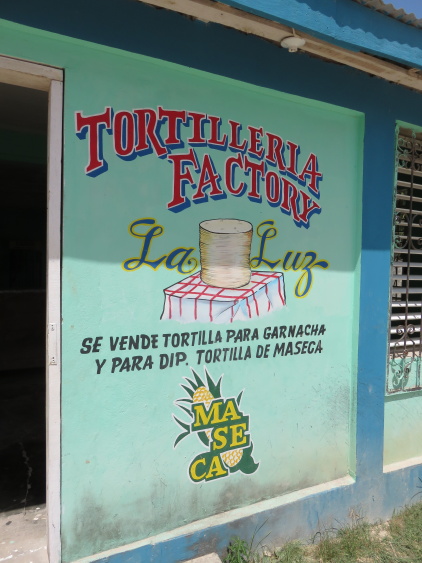 TORTILLERIA
FACTORY
La Luz
SE VENDE TORTILLA PARA GARNACHA
Y PARA DIP. TORTILLA DE MASECA
MA
SE
CA